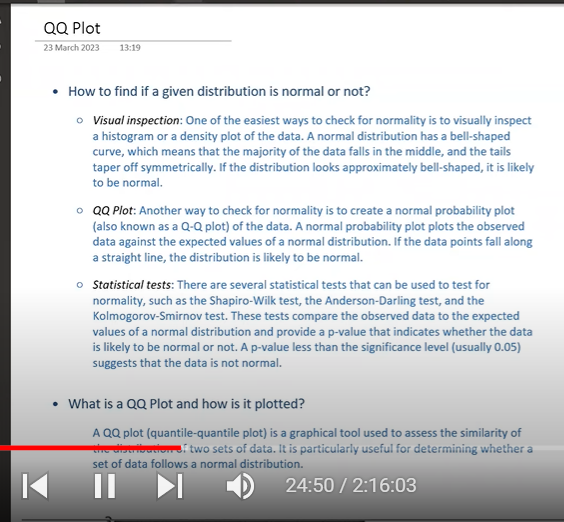 QQ Plot
23 March 2023 13:19
• How to find if a given distribution is normal or not?
○ Visual inspection: One of the easiest ways to check for normality is to visually inspect
a histogram or a density plot of the data. A normal distribution has a bell-shaped
curve, which means that the majority of the data falls in the middle, and the tails
taper off symmetrically. If the distribution looks approximately bell-shaped, it is likely
to be normal.
○ QQ Plot: Another way to check for normality is to create a normal probability plot
(also known as a Q-Q plot) of the data. A normal probability plot plots the observed
data against the expected values of a normal distribution. If the data points fall along
a straight line, the distribution is likely to be normal.
○ Statistical tests: There are several statistical tests that can be used to test for
normality, such as the Shapiro-Wilk test, the Anderson-Darling test, and the
Kolmogorov-Smirnov test. These tests compare the observed data to the expected
values of a normal distribution and provide a p-value that indicates whether the data
is likely to be normal or not. A p-value less than the significance level (usually 0.05)
suggests that the data is not normal.
• What is a QQ Plot and how is it plotted?
A QQ plot (quantile-quantile plot) is a graphical tool used to assess the similarity of
the distribution of two sets of data. It is particularly useful for determining whether a
set of data follows a normal distribution.
24:50 / 2:16:03